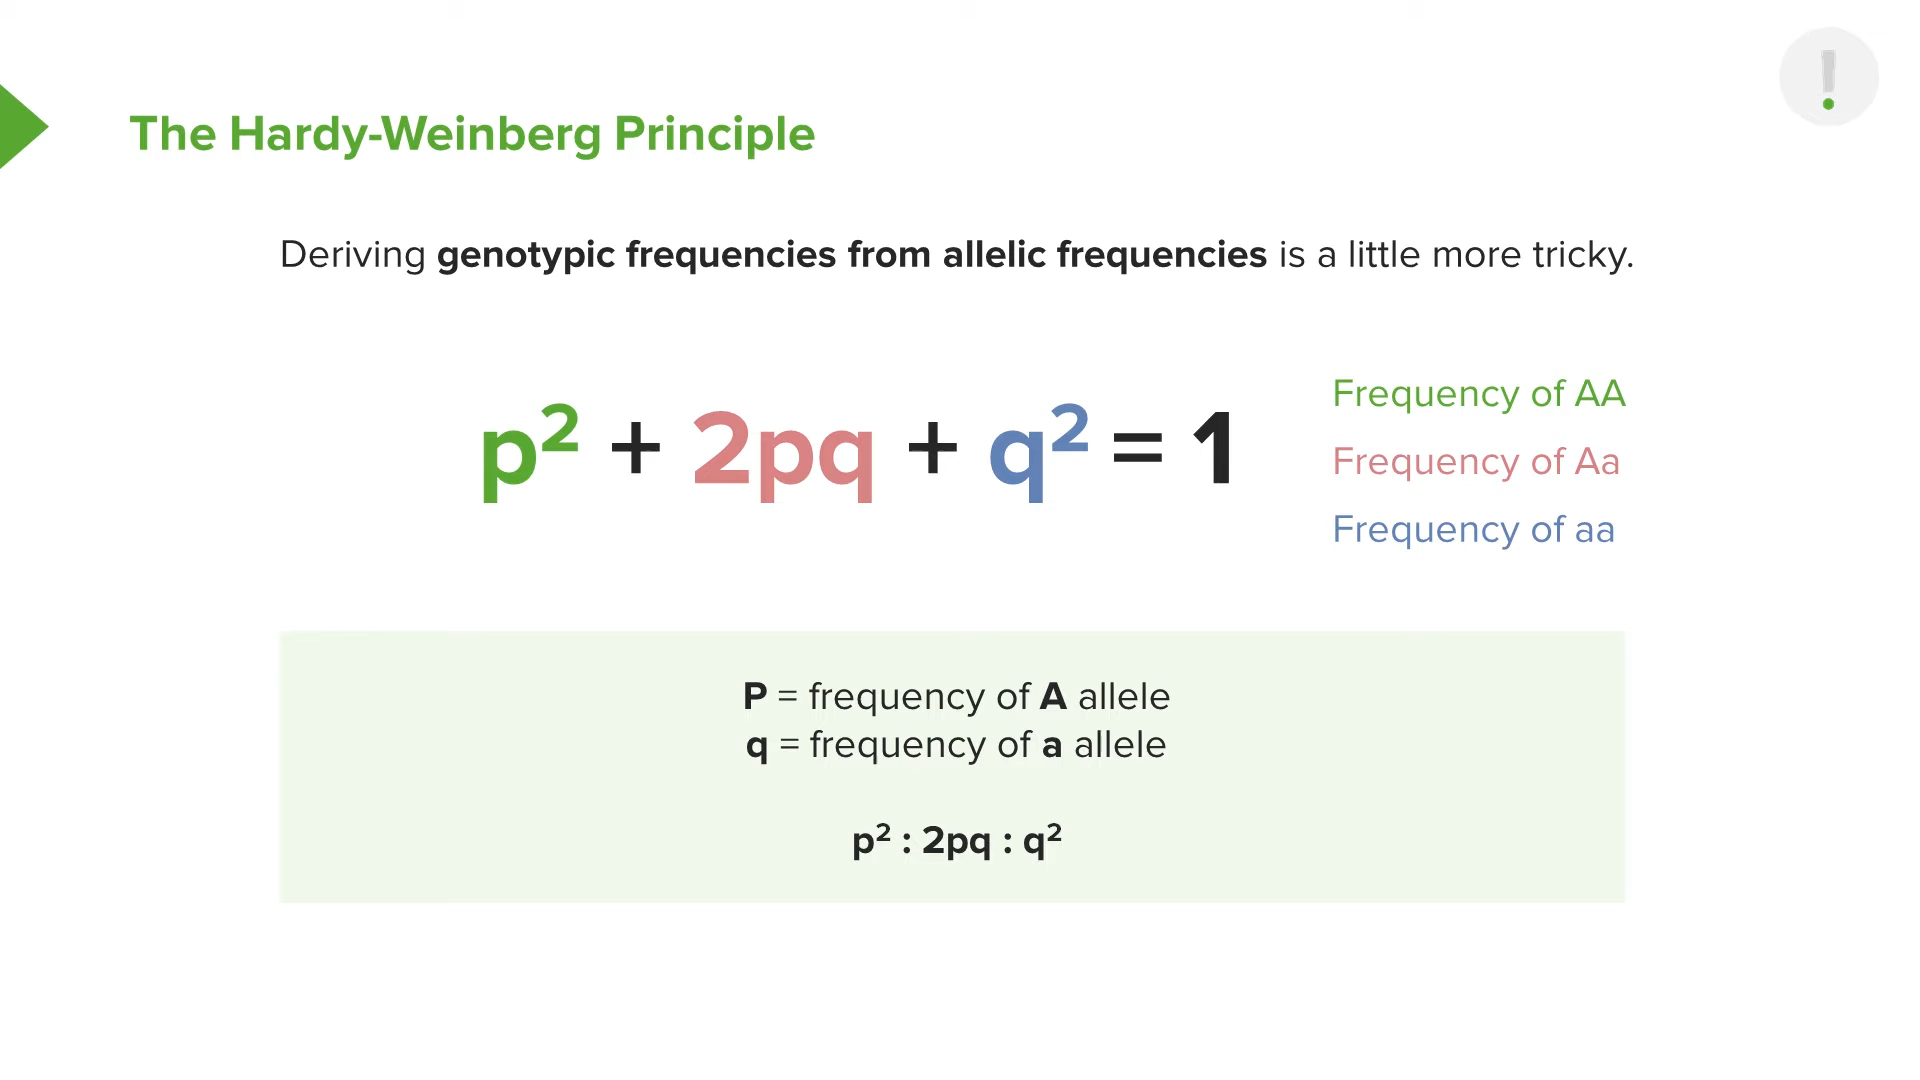 The Hardy-Weinberg Principle
Deriving genotypic frequencies from allelic frequencies is a little more tricky.
p² + 2pq + q² = 1
Frequency of AA
Frequency of Aa
Frequency of aa
P = frequency of A allele
q = frequency of a allele
p² : 2pq : q²